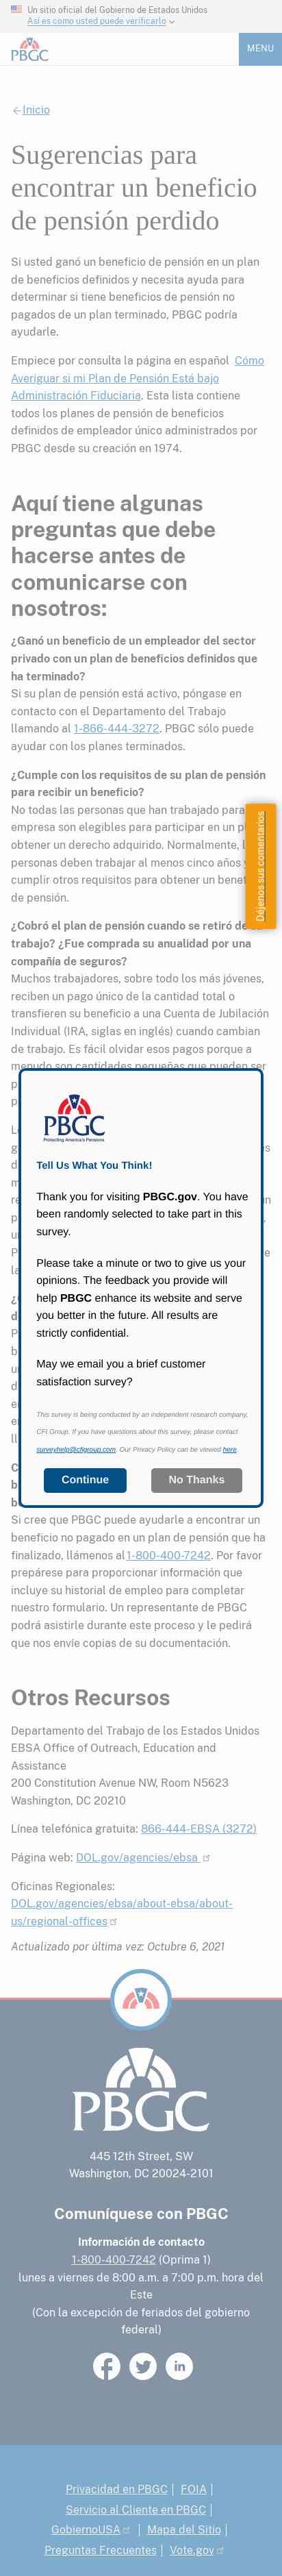 Un sitio oficial del Gobierno de Estados Unidos
Así es como usted puede verificarlo
PBGC
MENU
Inicio
Sugerencias para
encontrar un beneficio
de pensión perdido
Si usted ganó un beneficio de pensión en un plan
de beneficios definidos y necesita ayuda para
determinar si tiene beneficios de pensión no
pagados de un plan terminado, PBGC podría
ayudarle.
Empiece por consulta la página en español Cómo
Averiguar si mi Plan de Pensión Está bajo
Administración Fiduciaria. Esta lista contiene
todos los planes de pensión de beneficios
definidos de empleador único administrados por
PBGC desde su creación en 1974.
Aquí tiene algunas
preguntas que debe
hacerse antes de
comunicarse con
nosotros:
¿Ganó un beneficio de un empleador del sector
privado con un plan de beneficios definidos que
ha terminado?
Si su plan de pensión está activo, póngase en
contacto con el Departamento del Trabajo
llamando al 1-866-444-3272. PBGC sólo puede
ayudar con los planes terminados.
¿Cumple con los requisitos de su plan de pensión
para recibir un beneficio?
No todas las personas que han trabajado para
empresa son elegibles para participar en un
obtener un derecho adquirido. Normalmente,
personas deben trabajar al menos cinco años
cumplir otros requisitos para obtener un
de pensión.
Déjenos sus comentarios
¿Cobró el plan de pensión cuando se retiró de
trabajo? ¿Fue comprada su anualidad por una
compañía de seguros?
Muchos trabajadores, sobre todo los más jóvenes,
reciben un pago único de la cantidad total o
transfieren su beneficio a una Cuenta de Jubilación
Individual (IRA, siglas en inglés) cuando cambian
de trabajo. Es fácil olvidar esos pagos porque a
menudo son cantidades pequeñas que pueden ser
PBGC
Protecting America's Pensions
Tell Us What You Think!
Thank you for visiting PBGC.gov. You have
been randomly selected to take part in this
survey.
Please take a minute or two to give us your
opinions. The feedback you provide will
help PBGC enhance its website and serve
you better in the future. All results are
strictly confidential.
May we email you a brief customer
satisfaction survey?
This survey is being conducted by an independent research company,
CFI Group. If you have questions about this survey, please contact
surveyhelp@cfigroup.com. Our Privacy Policy can be viewed here.
Continue No Thanks
Si cree que PBGC puede ayudarle a encontrar un
beneficio no pagado en un plan de pensión que ha
finalizado, llámenos al 1-800-400-7242. Por favor
prepárese para proporcionar información que
incluye su historial de empleo para completar
nuestro formulario. Un representante de PBGC
podrá asistirle durante este proceso y le pedirá
que nos envíe copias de su documentación.
Otros Recursos
Departamento del Trabajo de los Estados Unidos
EBSA Office of Outreach, Education and
Assistance
200 Constitution Avenue NW, Room N5623
Washington, DC 20210
Línea telefónica gratuita: 866-444-EBSA (3272)
Página web: DOL.gov/agencies/ebsa
Oficinas Regionales:
DOL.gov/agencies/ebsa/about-ebsa/about-
us/regional-offices
Actualizado por última vez: Octubre 6, 2021
PBGC
445 12th Street, SW
Washington, DC 20024-2101
Comuníquese con PBGC
Información de contacto
1-800-400-7242 (Oprima 1)
lunes a viernes de 8:00 a.m. a 7:00 p.m. hora del
Este
(Con la excepción de feriados del gobierno
federal)
Privacidad en PBGC | FOIA |
Servicio al Cliente en PBGC |
GobiernoUSA | Mapa del Sitio |
Preguntas Frecuentes | Vote.gov